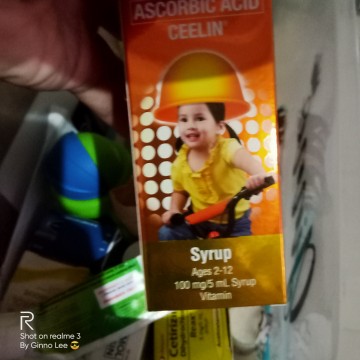 ASCORBIC ACID
CEELIN
Syrup
Ages 2-12
100 mg/5 mL Syrup
Vitamin
Cetirizine
R
Shot on realme 3
By Ginno Lee 😎